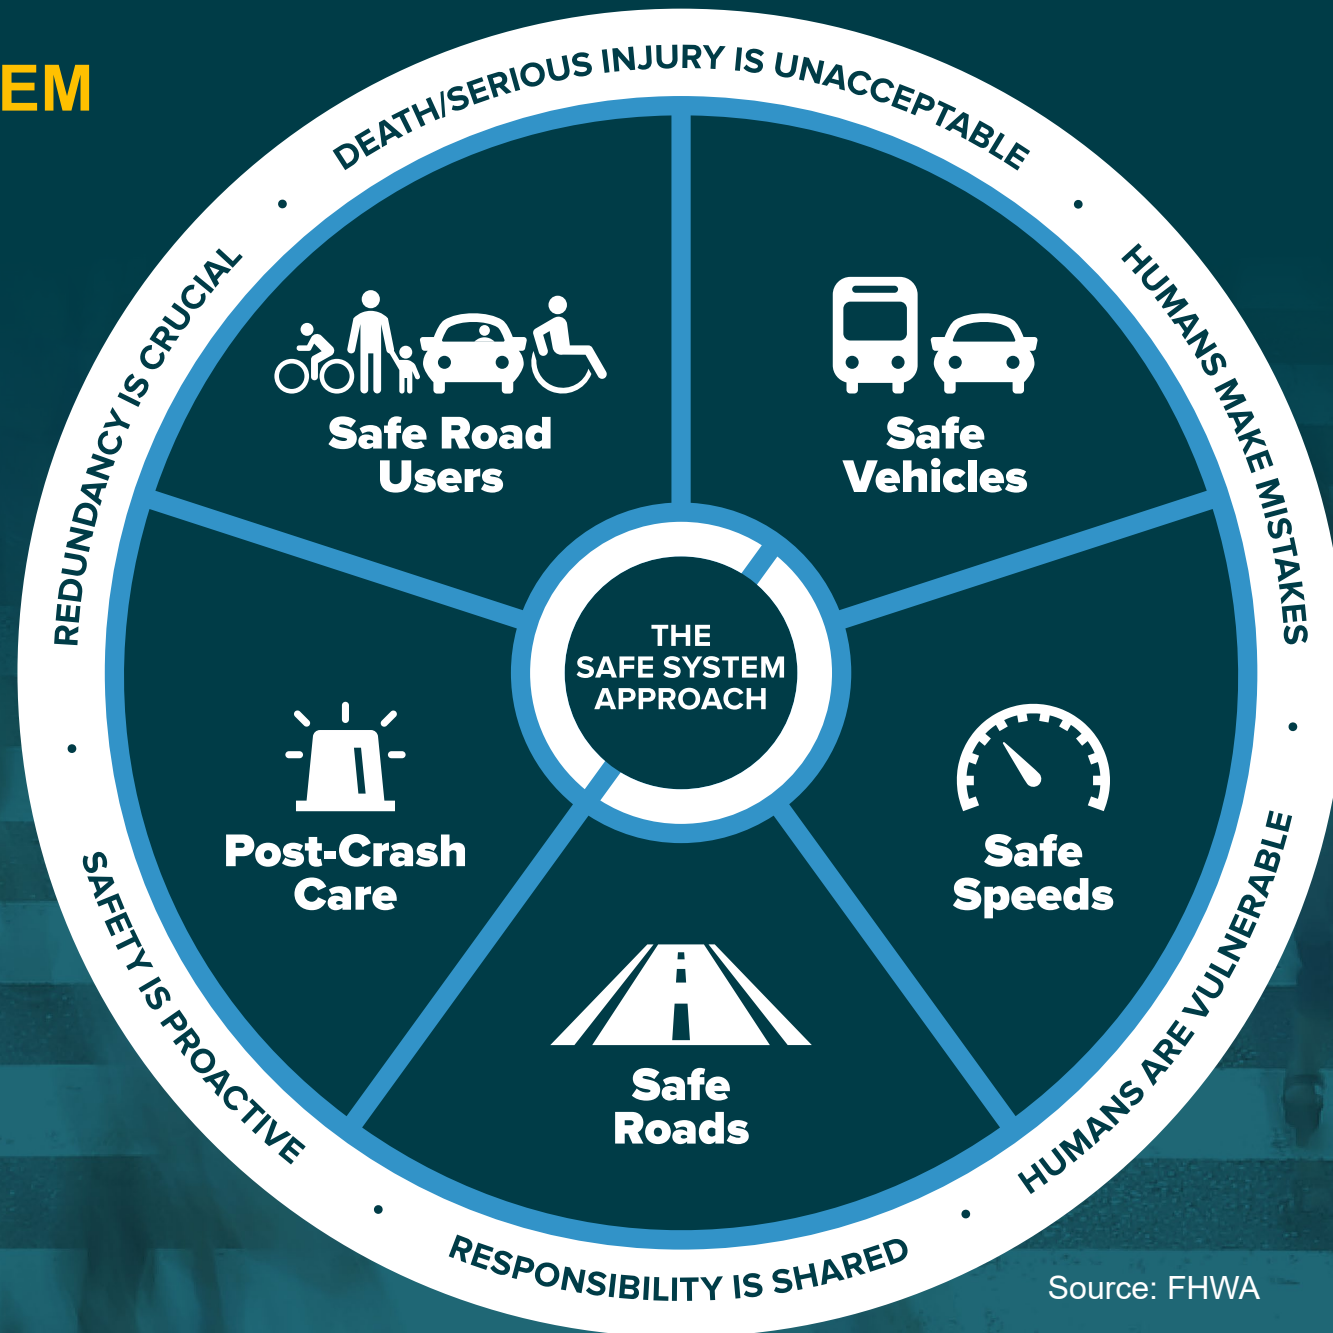 EM
DEATH/SERIOUS INJURY IS UNACCEPTABLE
HUMANS MAKE MISTAKES
HUMANS ARE VULNERABLE
RESPONSIBILITY IS SHARED
SAFETY IS PROACTIVE
REDUNDANCY IS CRUCIAL
Safe Road
Users
Safe
Vehicles
THE
SAFE SYSTEM
APPROACH
Post-Crash
Care
Safe
Speeds
Safe
Roads
Source: FHWA